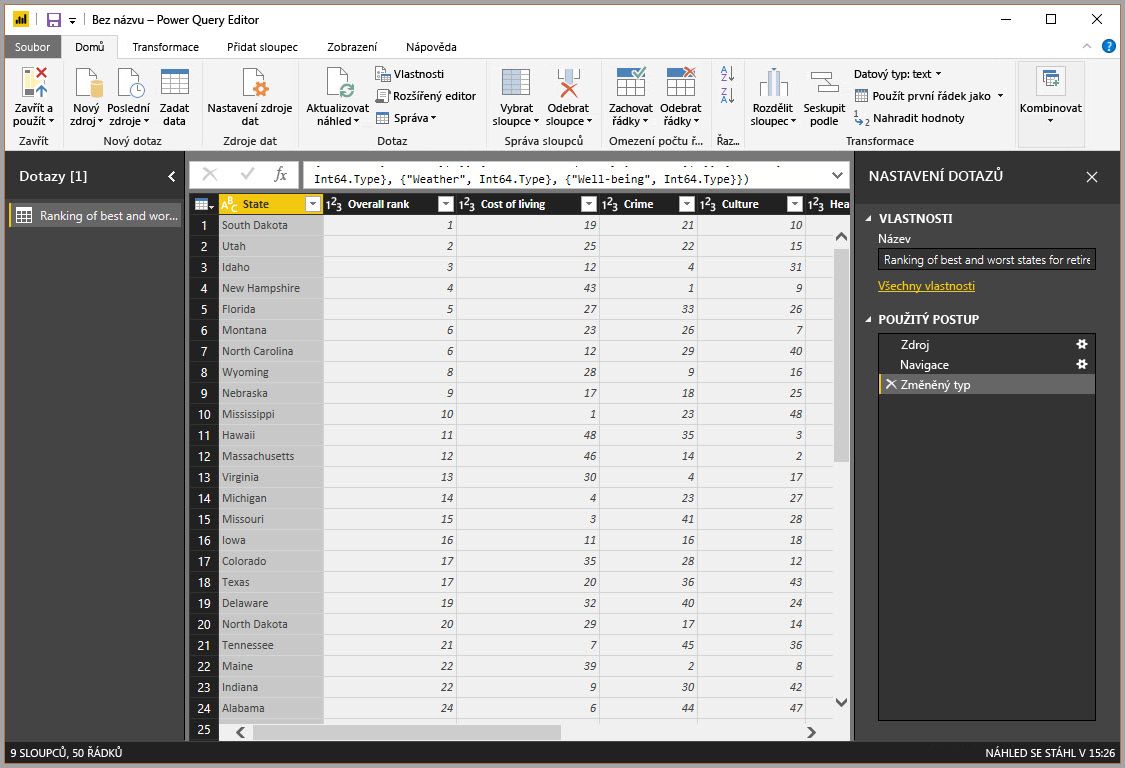 Bez názvu – Power Query Editor
Soubor Domů Transformace Přidat sloupec Zobrazení Nápověda
Zavřít a použít
Nový zdroj
Poslední zdroje
Zadat data
Nastavení zdroje dat
Aktualizovat náhled
Vlastnosti
Rozšířený editor
Správa
Vybrat sloupce
Odebrat sloupce
Zachovat řádky
Odebrat řádky
Rozdělit sloupec
Seskupit podle
Datový typ: text
Použít první řádek jako
Nahradit hodnoty
Kombinovat
Zavřít Nový dotaz Zdroje dat Dotaz Správa sloupců Omezení počtu ř... Řaz... Transformace
Dotazy [1]
Ranking of best and wor...
fx
Int64.Type}, {"Weather", Int64.Type}, {"Well-being", Int64.Type}})
State Overall rank Cost of living Crime Culture Hea
1 South Dakota 1 19 21 10
2 Utah 2 25 22 15
3 Idaho 3 12 4 31
4 New Hampshire 4 43 1 9
5 Florida 5 27 33 26
6 Montana 6 23 26 7
7 North Carolina 6 12 29 40
8 Wyoming 8 28 9 16
9 Nebraska 9 17 18 25
10 Mississippi 10 1 23 48
11 Hawaii 11 48 35 3
12 Massachusetts 12 46 14 2
13 Virginia 13 30 4 17
14 Michigan 14 4 23 27
15 Missouri 15 3 41 28
16 Iowa 16 11 16 18
17 Colorado 17 35 28 12
18 Texas 17 20 36 43
19 Delaware 19 32 40 24
20 North Dakota 20 29 17 14
21 Tennessee 21 7 45 36
22 Maine 22 39 2 8
23 Indiana 22 9 30 42
24 Alabama 24 6 44 47
25
NASTAVENÍ DOTAZŮ
VLASTNOSTI
Název
Ranking of best and worst states for retire
Všechny vlastnosti
POUŽITÝ POSTUP
Zdroj
Navigace
Změněný typ
9 SLOUPCŮ, 50 ŘÁDKŮ
NÁHLED SE STÁHL V 15:26